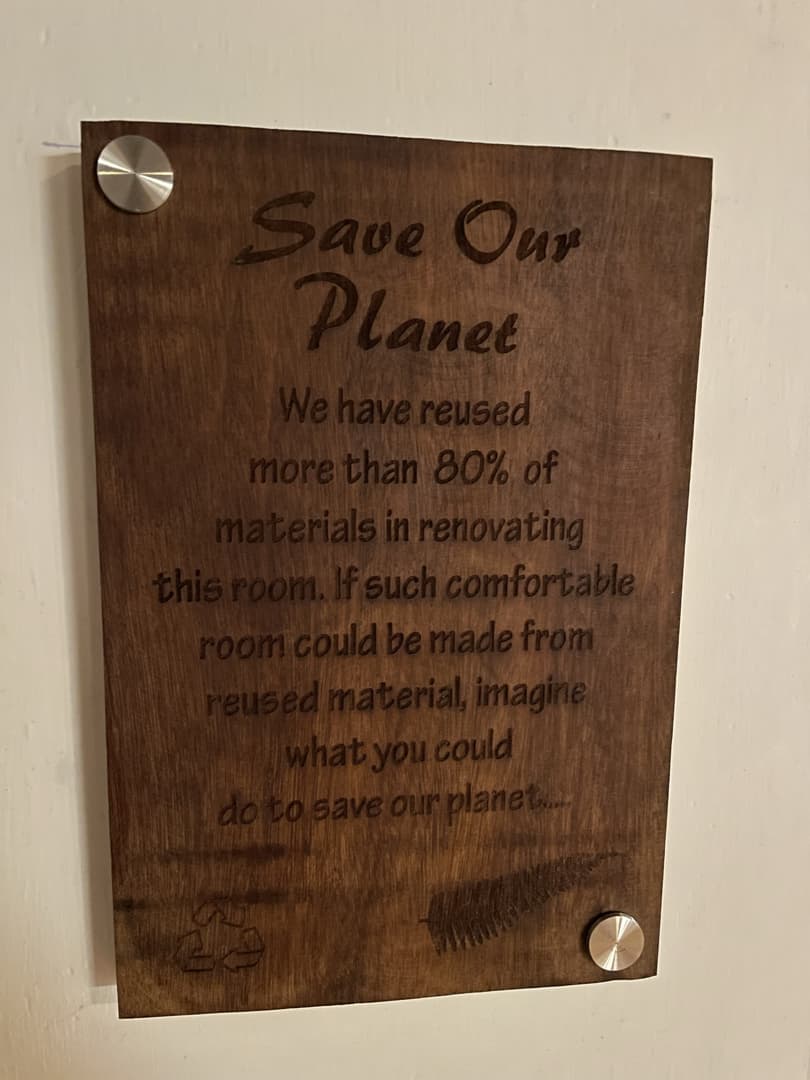 Save Our
Planet
We have reused
more than 80% of
materials in renovating
this room. If such comfortable
room could be made from
reused material, imagine
what you could
do to save our planet.....